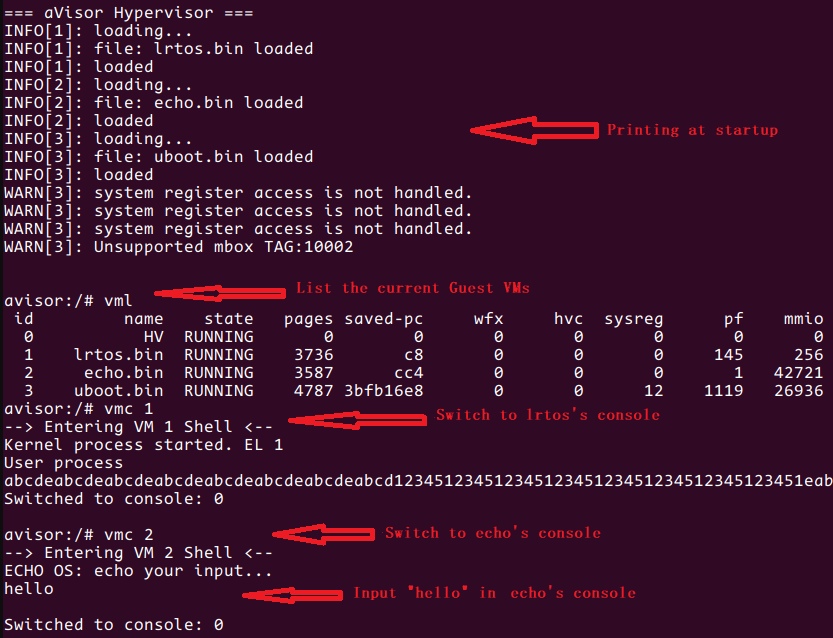 === aVisor Hypervisor ===
INFO[1]: loading...
INFO[1]: file: lrtos.bin loaded
INFO[1]: loaded
INFO[2]: loading...
INFO[2]: file: echo.bin loaded
INFO[2]: loaded
Printing at startup
INFO[3]: loading...
INFO[3]: file: uboot.bin loaded
INFO[3]: loaded
WARN[3]: system register access is not handled.
WARN[3]: system register access is not handled.
WARN[3]: system register access is not handled.
WARN[3]: Unsupported mbox TAG:10002
List the current Guest VMs
avisor:/# vml
id name state pages saved-pc wfx hvc sysreg pf mmio
0 HV RUNNING 0 0 0 0 0 0 0
1 lrtos.bin RUNNING 3736 c8 0 0 0 145 256
2 echo.bin RUNNING 3587 cc4 0 0 0 1 42721
3 uboot.bin RUNNING 4787 3bfb16e8 0 0 12 1119 26936
avisor:/# vmc 1
Switch to lrtos's console
--> Entering VM 1 Shell <--
Kernel process started. EL 1
User process
abcdeabcdeabcdeabcdeabcdeabcdeabcdeabcd123451234512345123451234512345123451234 51eab
Switched to console: 0
avisor:/# vmc 2
Switch to echo's console
--> Entering VM 2 Shell <--
ECHO OS: echo your input...
hello
Input "hello" in echo's console
Switched to console: 0